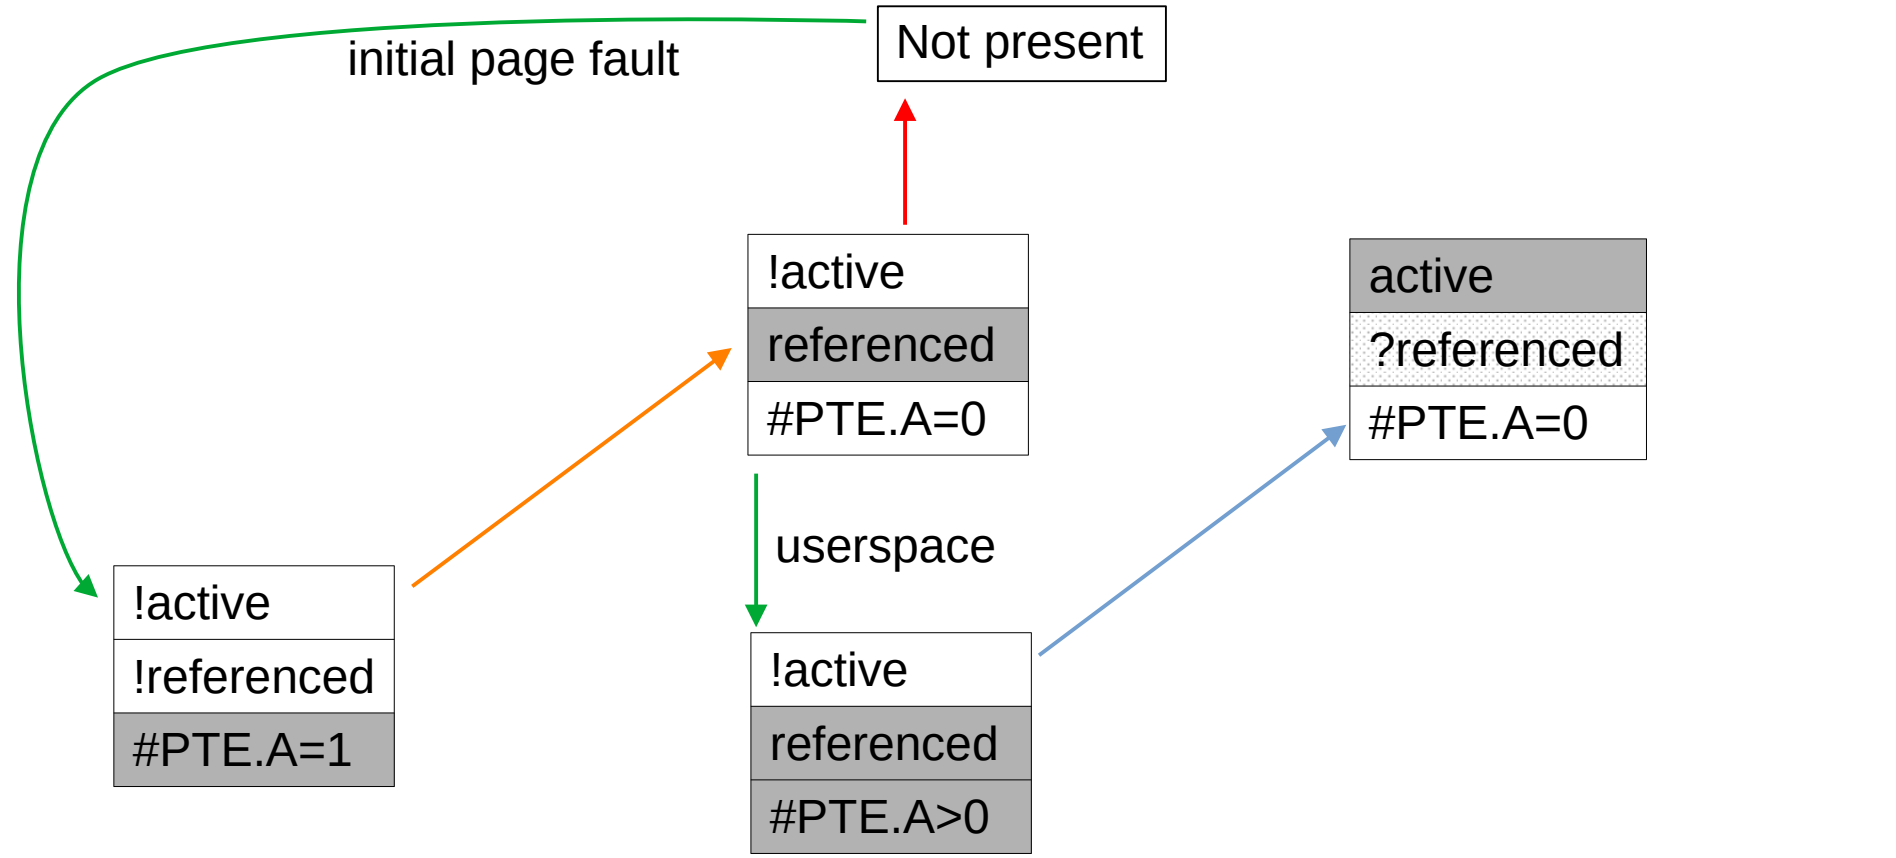 Not present
initial page fault
!active
referenced
#PTE.A=0
active
?referenced
#PTE.A=0
userspace
!active
!referenced
#PTE.A=1
!active
referenced
#PTE.A>0